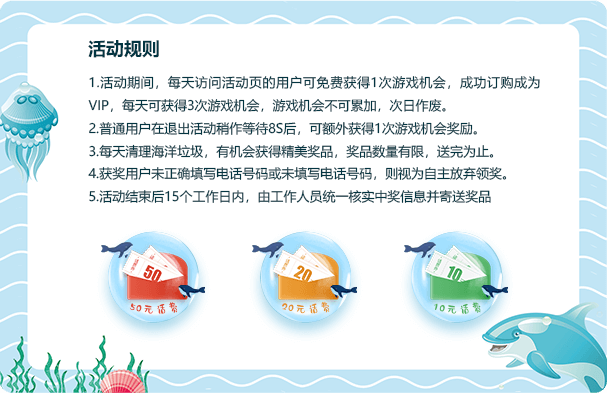 活动规则
1.活动期间，每天访问活动页的用户可免费获得1次游戏机会，成功订购成为
VIP，每天可获得3次游戏机会，游戏机会不可累加，次日作废。
2.普通用户在退出活动稍作等待8S后，可额外获得1次游戏机会奖励。
3.每天清理海洋垃圾，有机会获得精美奖品，奖品数量有限，送完为止。
4.获奖用户未正确填写电话号码或未填写电话号码，则视为自主放弃领奖。
5.活动结束后15个工作日内，由工作人员统一核实中奖信息并寄送奖品
50 20 10
50元话费 20元话费 10元话费